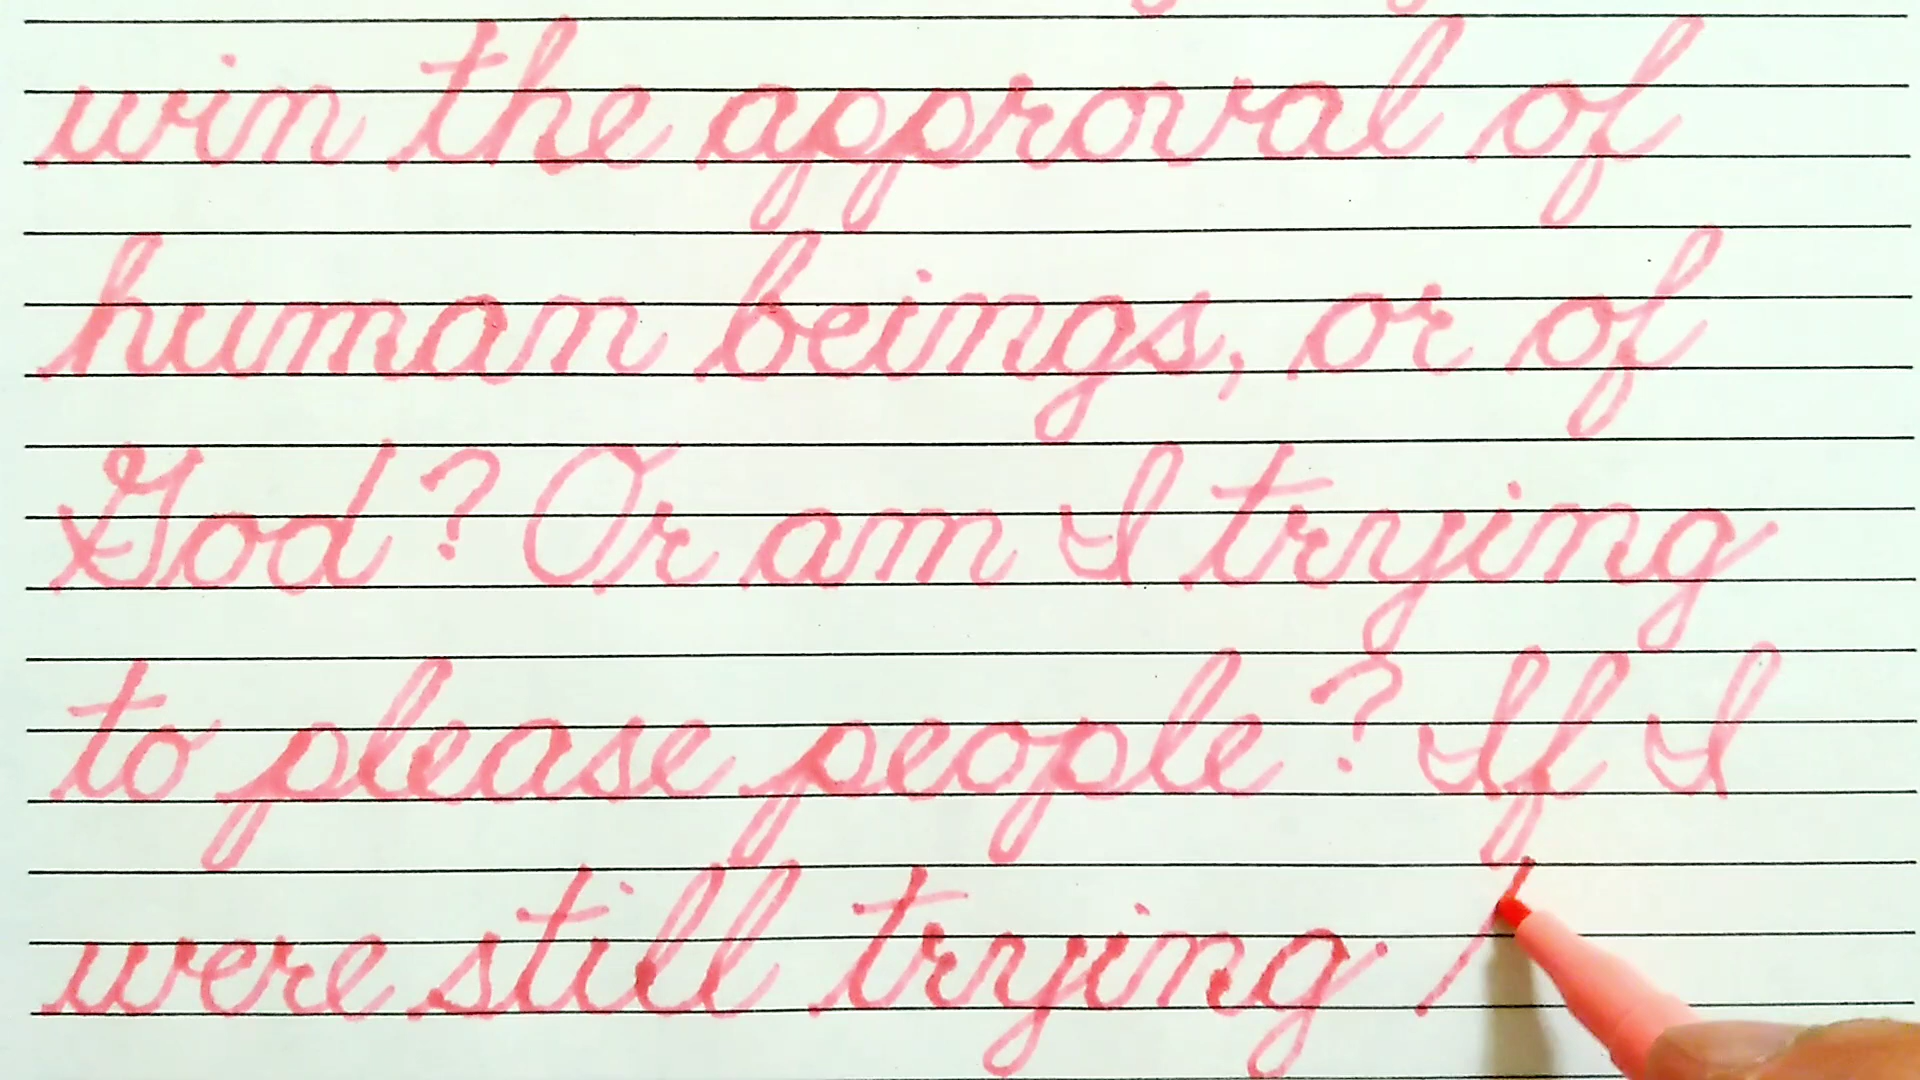 win the approval of
human beings, or of
God? Or am I trying
to please people? If I
were still trying